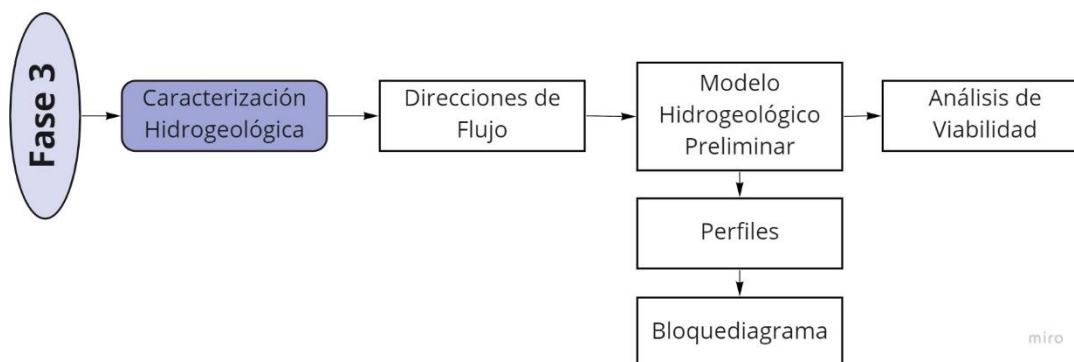 Fase 3
Caracterización
Hidrogeológica
Direcciones de
Flujo
Modelo
Hidrogeológico
Preliminar
Análisis de
Viabilidad
Perfiles
Bloquediagrama
miro